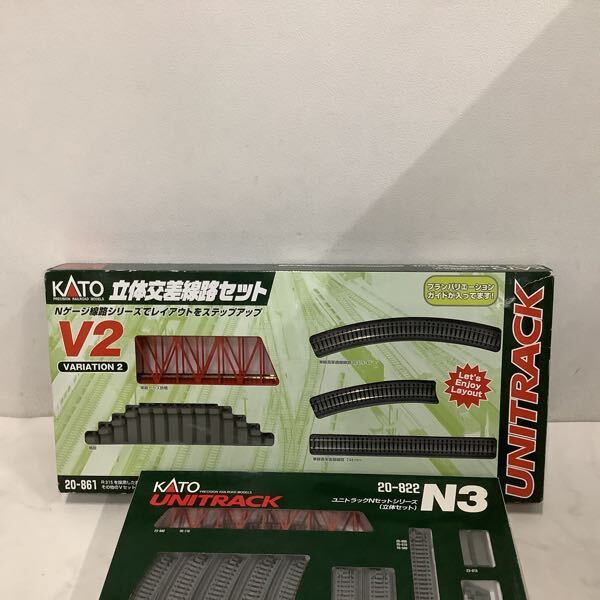 KATO
PRECISION RAILROAD MODELS
立体交差線路セット
Nゲージ線路シリーズでレイアウトをステップアップ
V2
VARIATION 2
プランバリエーション
ガイドが入ってます!
Let's
Enjoy
Layout
UNITRACK
20-861
KATO
PRECISION RAILROAD MODELS
UNITRACK
20-822
ユニトラックNセットシリーズ
(立体セット)
N3